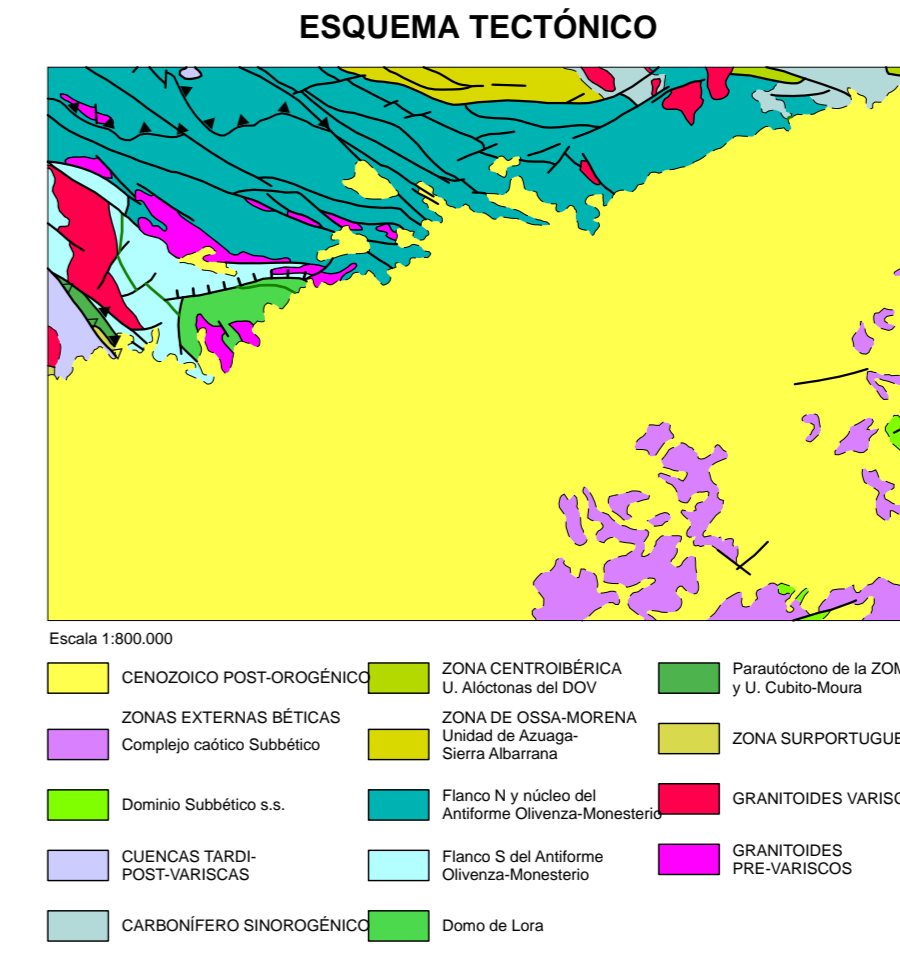 ESQUEMA TECTÓNICO
Escala 1:800.000
CENOZOICO POST-OROGÉNICO
ZONAS EXTERNAS BÉTICAS
Complejo caótico Subbético
Dominio Subbético s.s.
CUENCAS TARDI-
POST-VARISCAS
CARBONÍFERO SINOROGÉNICO
ZONA CENTROIBÉRICA
U. Alóctonas del DOV
ZONA DE OSSA-MORENA
Unidad de Azuaga-
Sierra Albarrana
Flanco N y núcleo del
Antiforme Olivenza-Monesterio
Flanco S del Antiforme
Olivenza-Monesterio
Domo de Lora
Parautóctono de la
y U. Cubito-Moura
ZONA
GRANITOIDES
GRANITOIDES
PRE-VARISCOS